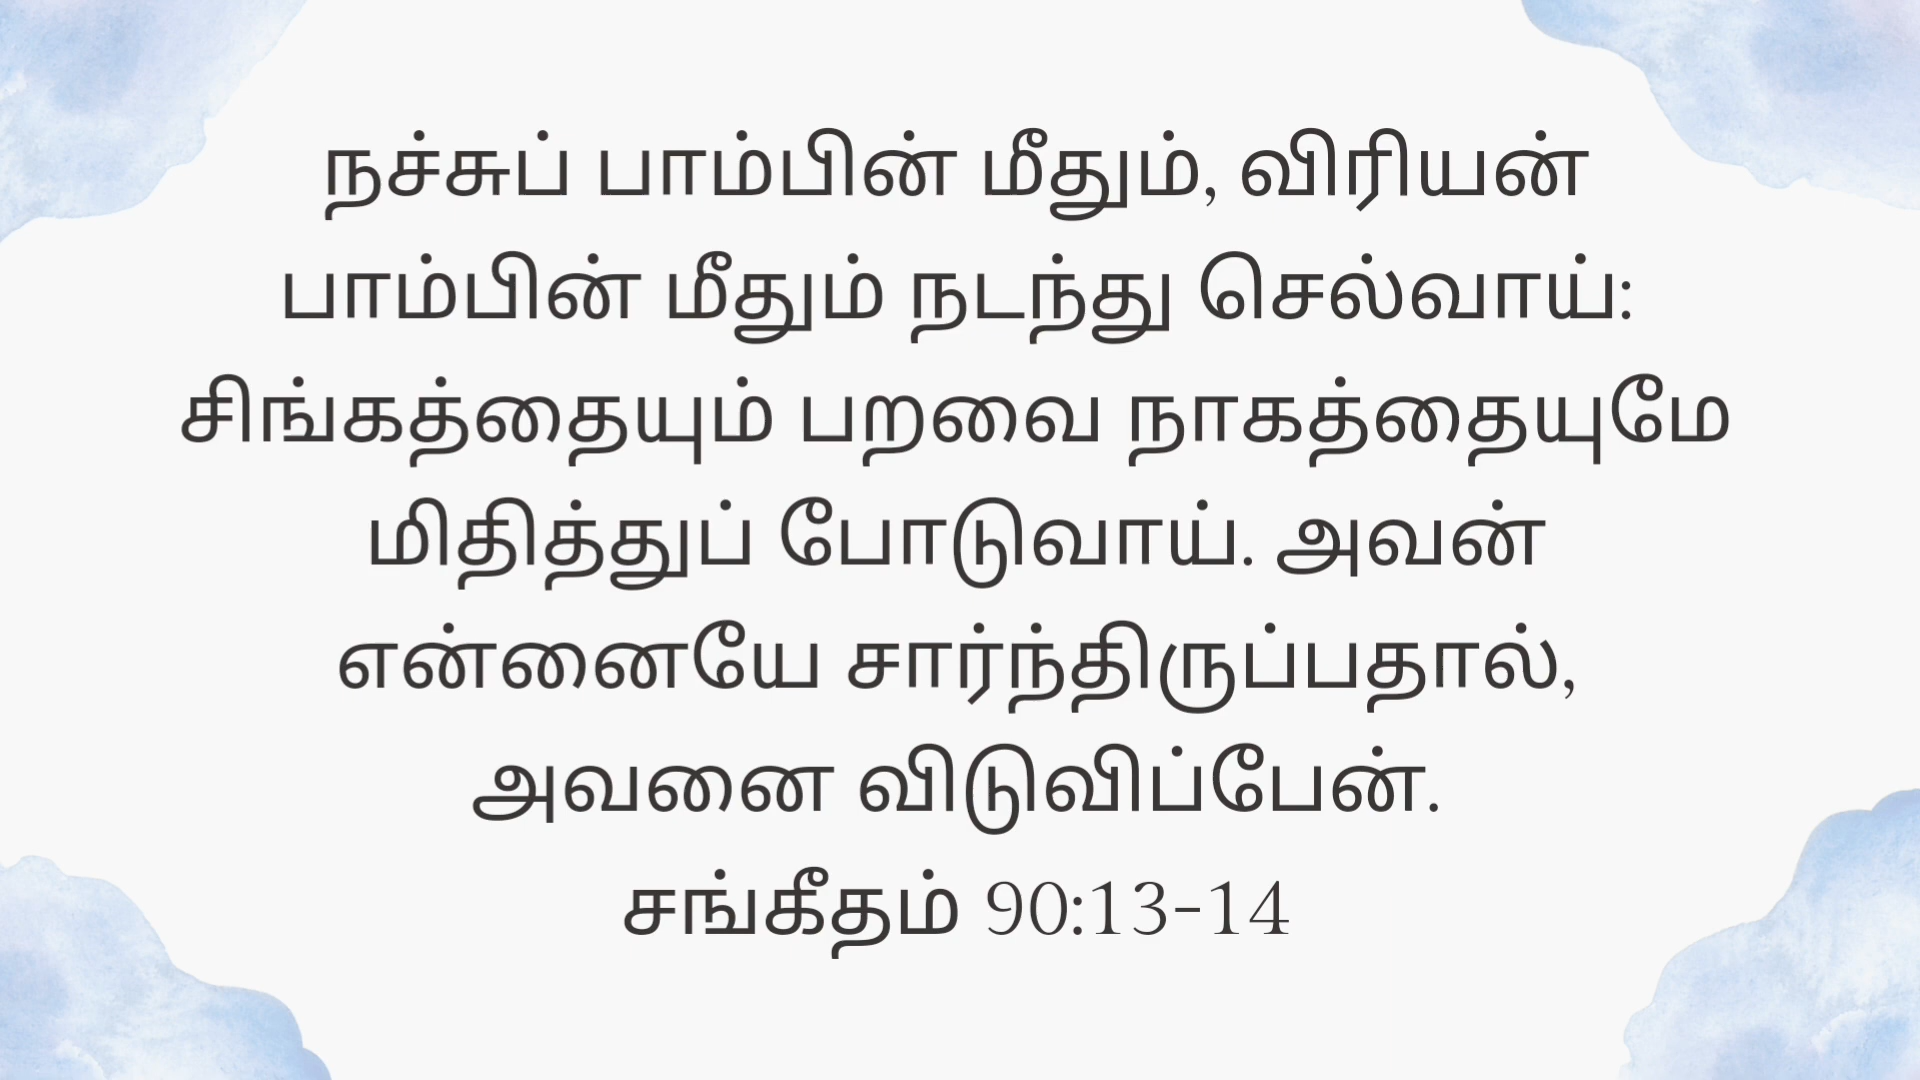 நச்சுப் பாம்பின் மீதும், விரியன்
பாம்பின் மீதும் நடந்து செல்வாய்:
சிங்கத்தையும் பறவை நாகத்தையுமே
மிதித்துப் போடுவாய். அவன்
என்னையே சார்ந்திருப்பதால்,
அவனை விடுவிப்பேன்.
சங்கீதம் 90:13-14